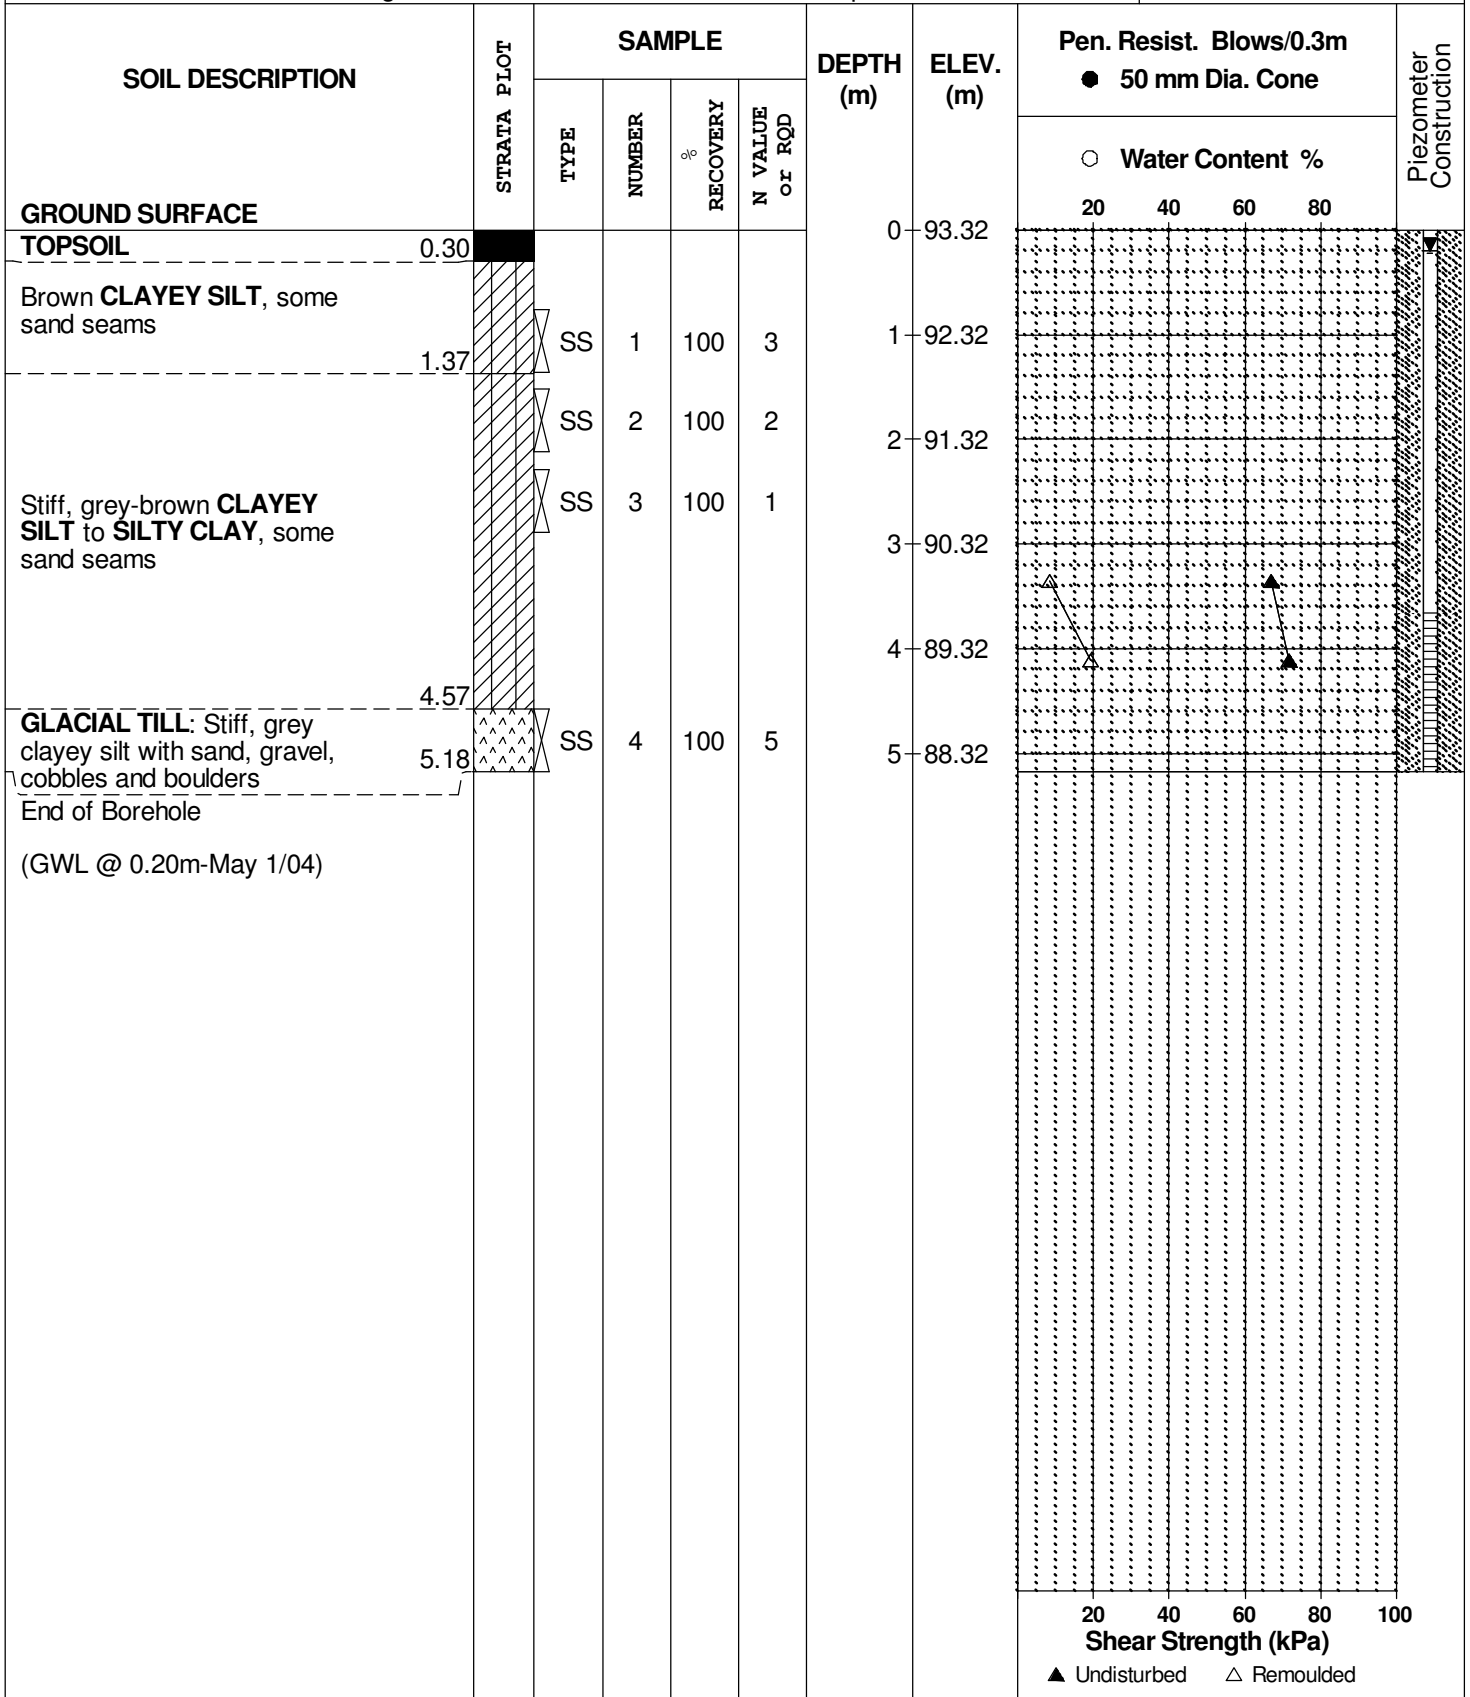 SOIL DESCRIPTION
STRATA PLOT
SAMPLE
TYPE
NUMBER
% RECOVERY
N VALUE or RQD
DEPTH (m)
ELEV. (m)
Pen. Resist. Blows/0.3m
● 50 mm Dia. Cone
○ Water Content %
20 40 60 80
Piezometer Construction
GROUND SURFACE
0 93.32
TOPSOIL 0.30
Brown CLAYEY SILT, some
sand seams
SS 1 100 3
1 92.32
1.37
SS 2 100 2
2 91.32
Stiff, grey-brown CLAYEY
SILT to SILTY CLAY, some
sand seams
SS 3 100 1
3 90.32
4 89.32
4.57
GLACIAL TILL: Stiff, grey
clayey silt with sand, gravel,
cobbles and boulders
5.18
SS 4 100 5
5 88.32
End of Borehole
(GWL @ 0.20m-May 1/04)
20 40 60 80 100
Shear Strength (kPa)
▲ Undisturbed △ Remoulded